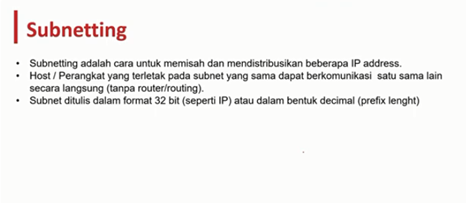 Subnetting
• Subnetting adalah cara untuk memisah dan mendistribusikan beberapa IP address.
• Host / Perangkat yang terletak pada subnet yang sama dapat berkomunikasi satu sama lain
secara langsung (tanpa router/routing).
• Subnet ditulis dalam format 32 bit (seperti IP) atau dalam bentuk decimal (prefix lenght)